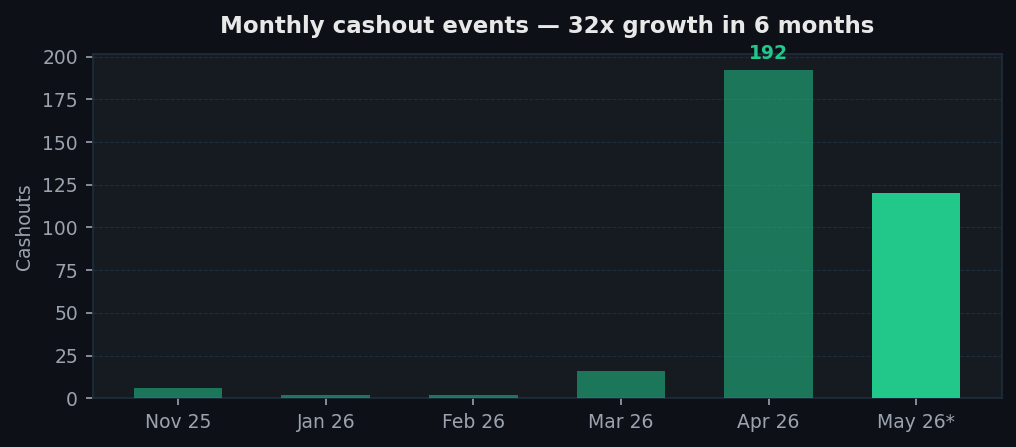 Monthly cashout events — 32x growth in 6 months
192
200
175
150
125
100
75
50
25
0
Cashouts
Nov 25
Jan 26
Feb 26
Mar 26
Apr 26
May 26*